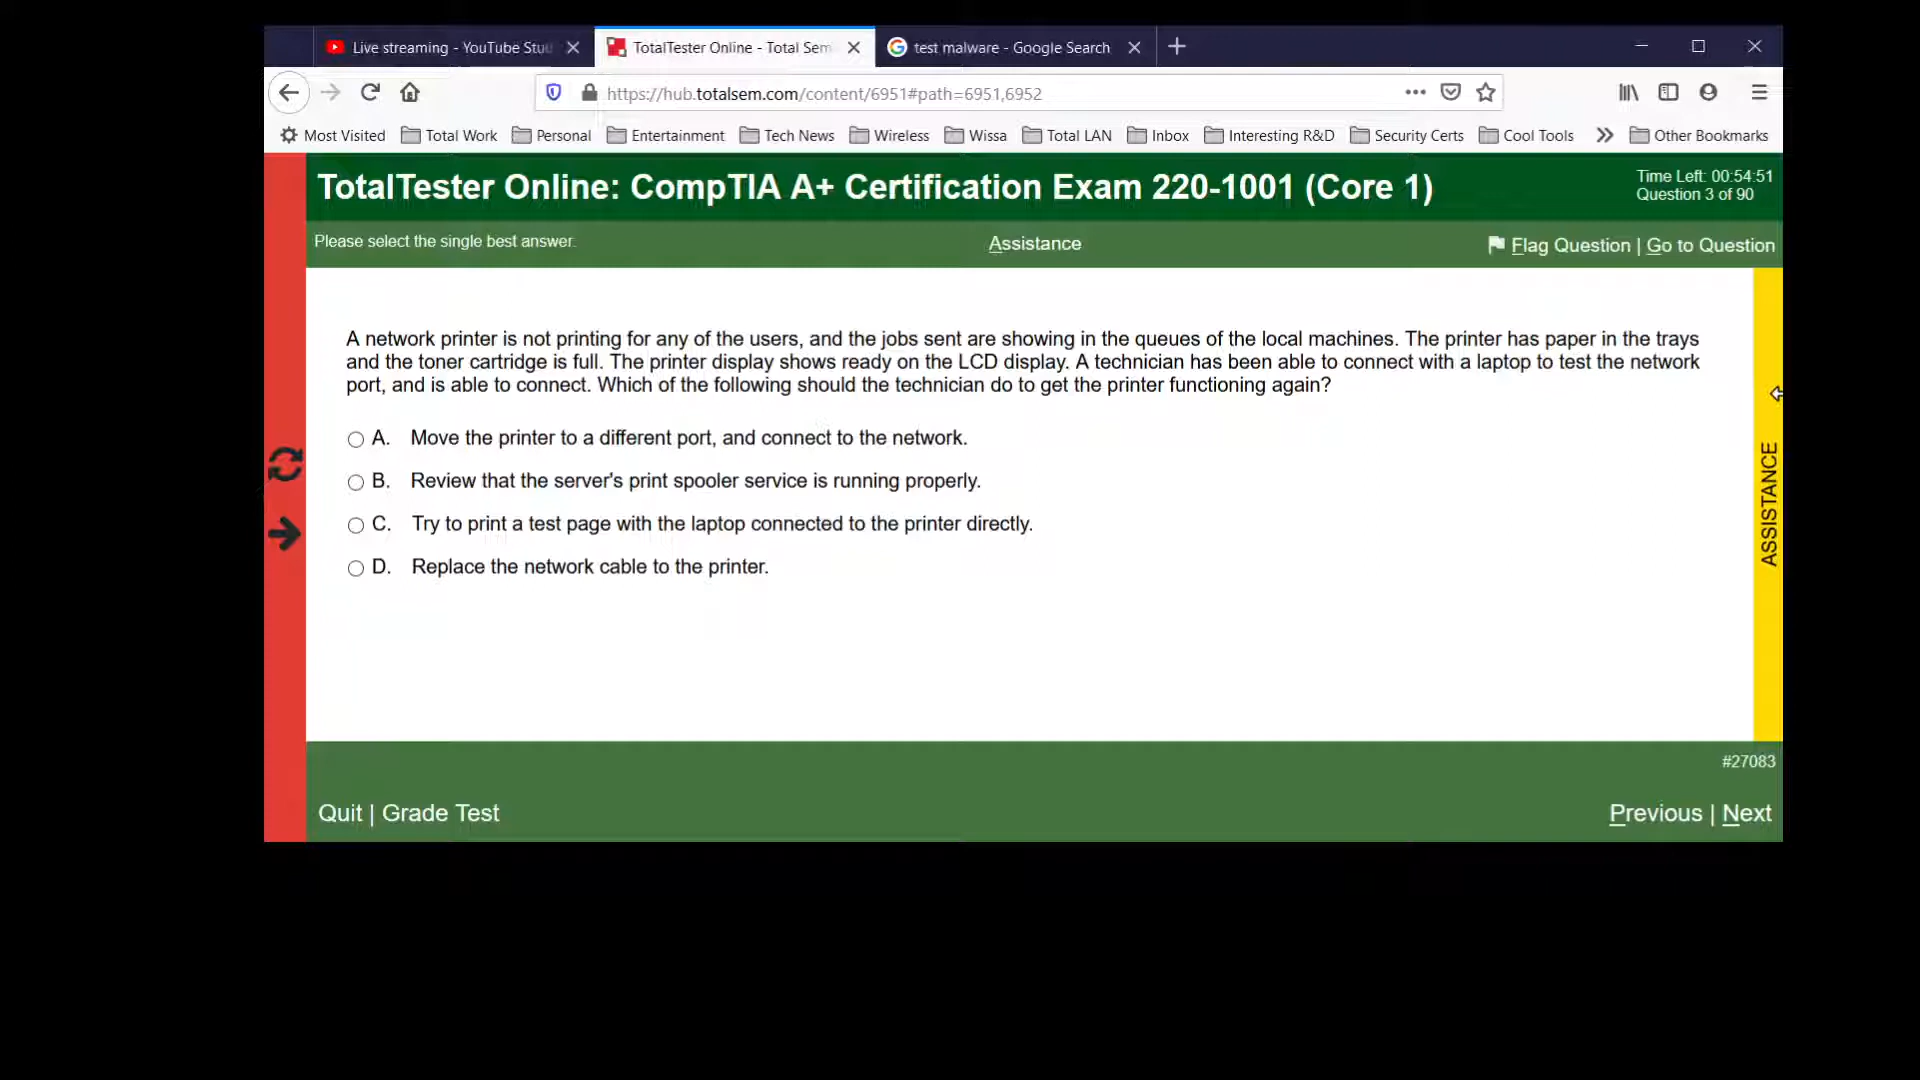 Live streaming - YouTube Stu
TotalTester Online - Total Sem
test malware - Google Search
https://hub.totalsem.com/content/6951#path=6951,6952
Most Visited Total Work Personal Entertainment Tech News Wireless Wissa Total LAN Inbox Interesting R&D Security Certs Cool Tools Other Bookmarks
TotalTester Online: CompTIA A+ Certification Exam 220-1001 (Core 1)
Time Left: 00:54:51
Question 3 of 90
Please select the single best answer.
Assistance
Flag Question | Go to Question
A network printer is not printing for any of the users, and the jobs sent are showing in the queues of the local machines. The printer has paper in the trays
and the toner cartridge is full. The printer display shows ready on the LCD display. A technician has been able to connect with a laptop to test the network
port, and is able to connect. Which of the following should the technician do to get the printer functioning again?
A. Move the printer to a different port, and connect to the network.
B. Review that the server's print spooler service is running properly.
C. Try to print a test page with the laptop connected to the printer directly.
D. Replace the network cable to the printer.
ASSISTANCE
#27083
Quit | Grade Test
Previous | Next